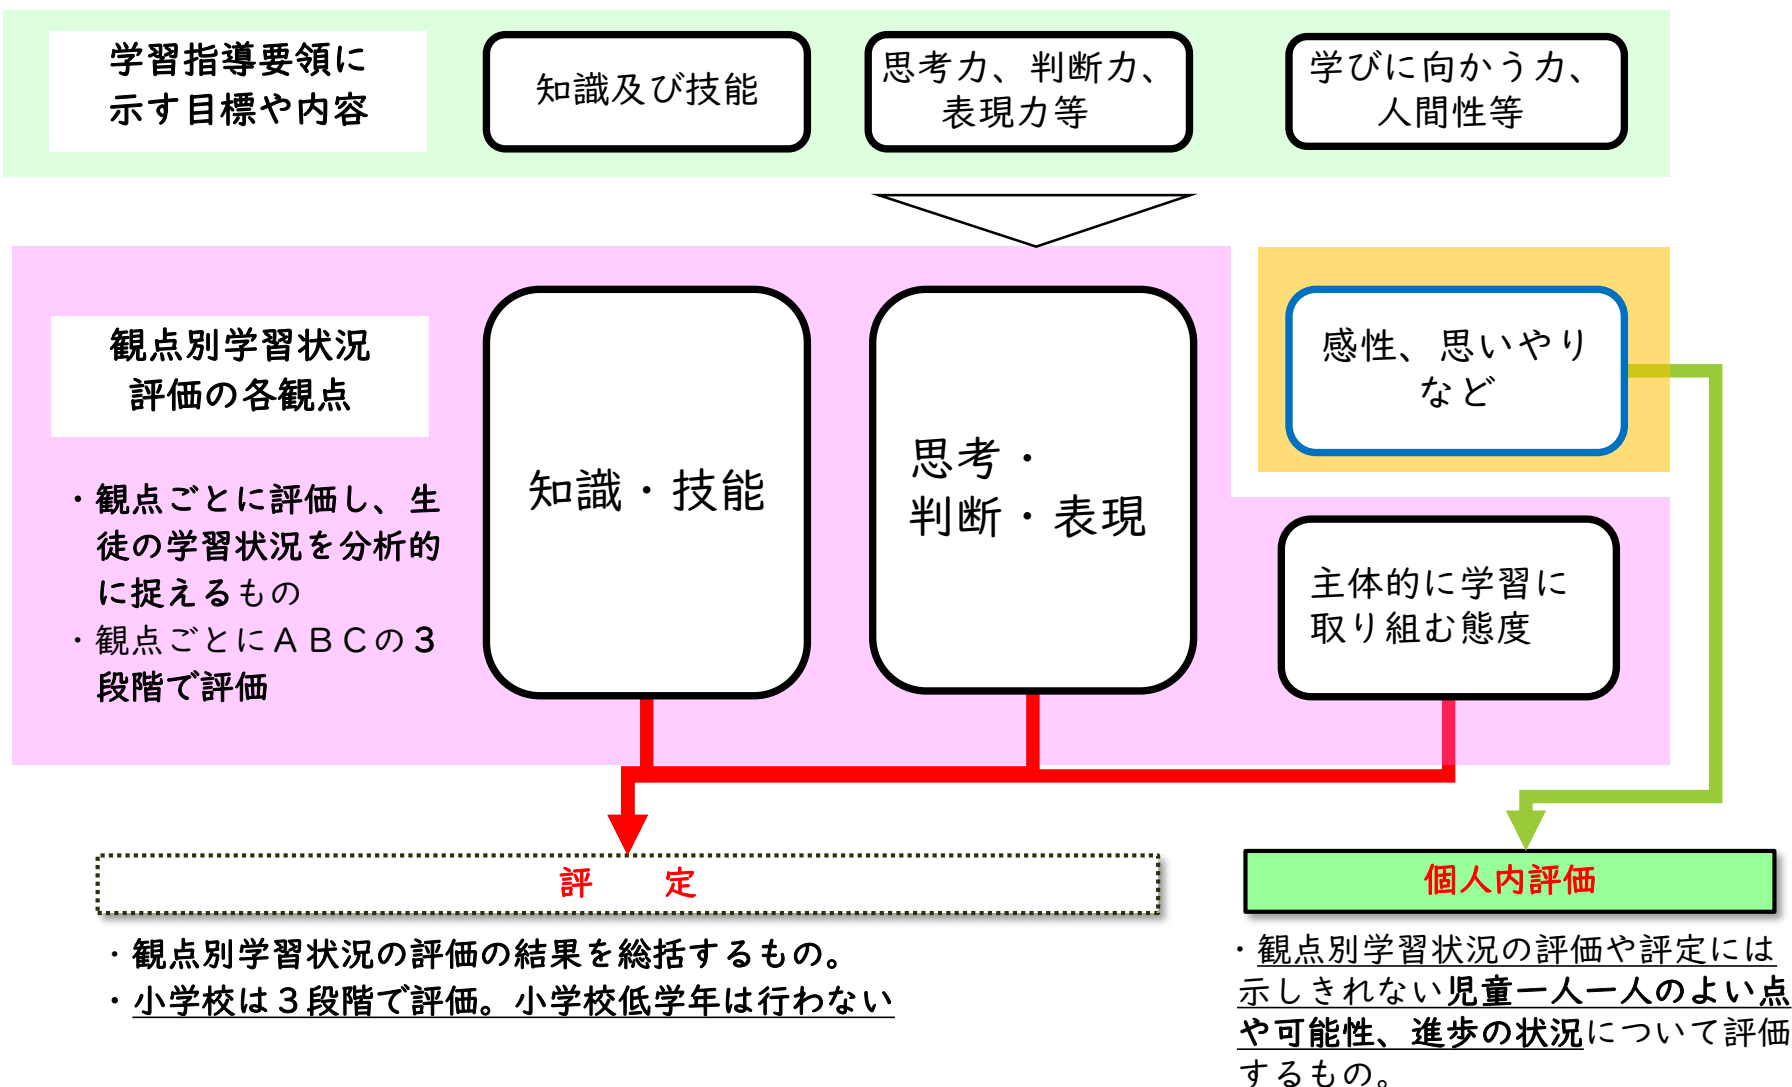 学習指導要領に
示す目標や内容
知識及び技能
思考力、判断力、
表現力等
学びに向かう力、
人間性等
観点別学習状況
評価の各観点
・観点ごとに評価し、生
徒の学習状況を分析的
に捉えるもの
・観点ごとにＡＢＣの３
段階で評価
知識・技能
思考・
判断・表現
感性、思いやり
など
主体的に学習に
取り組む態度
評　　定
・観点別学習状況の評価の結果を総括するもの。
・小学校は３段階で評価。小学校低学年は行わない
個人内評価
・観点別学習状況の評価や評定には
示しきれない児童一人一人のよい点
や可能性、進歩の状況について評価
するもの。